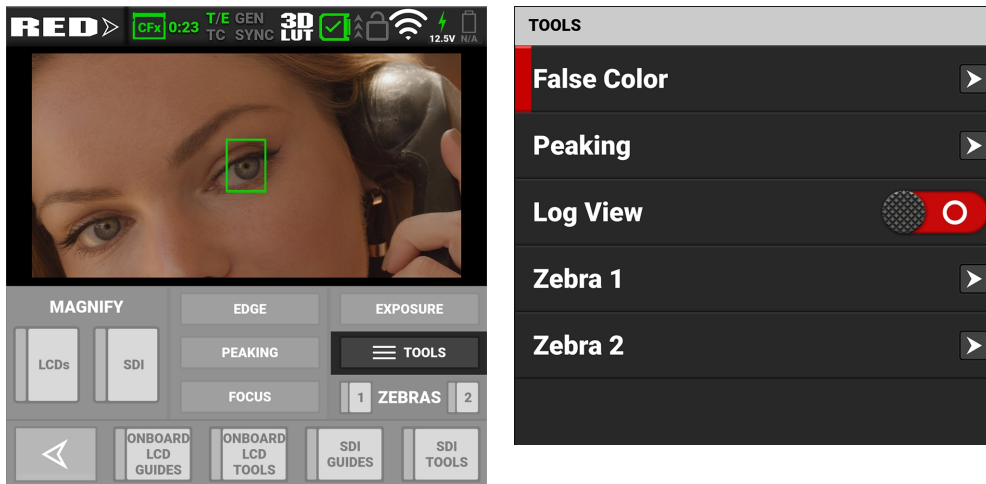 RED
CFx 0:23
T/E GEN
TC SYNC
3D
LUT
12.5V N/A
MAGNIFY
LCDs
SDI
EDGE
PEAKING
FOCUS
EXPOSURE
TOOLS
1 ZEBRAS 2
ONBOARD
LCD
GUIDES
ONBOARD
LCD
TOOLS
SDI
GUIDES
SDI
TOOLS
TOOLS
False Color
Peaking
Log View
Zebra 1
Zebra 2